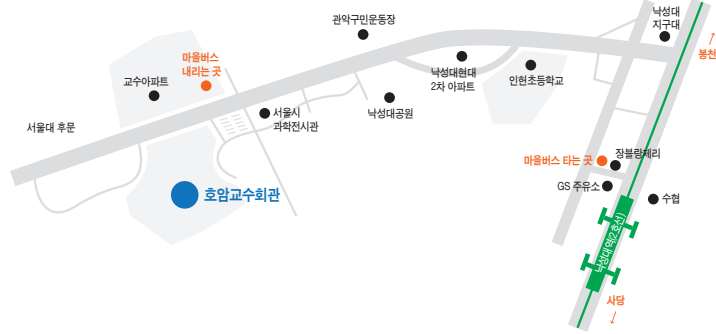 관악구민운동장
낙성대
지구대
봉천
마을버스
내리는 곳
교수아파트
낙성대현대
2차 아파트
인헌초등학교
서울시
과학전시관
낙성대공원
서울대 후문
마을버스 타는 곳
장블랑제리
GS 주유소
수협
호암교수회관
낙성대역(2호선)
사당